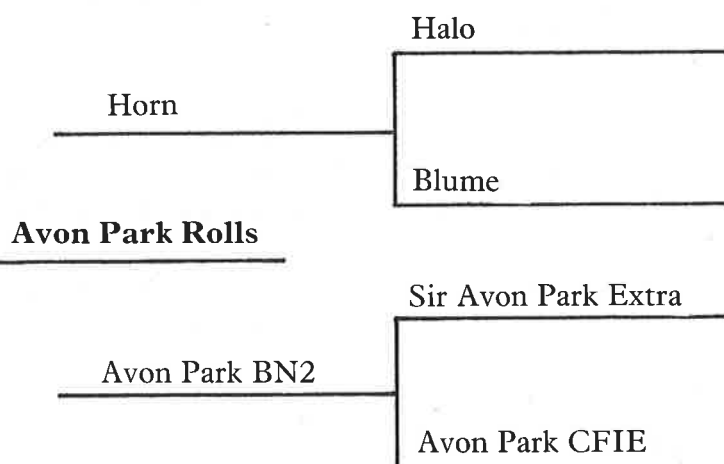 Halo
Horn
Blume
Avon Park Rolls
Sir Avon Park Extra
Avon Park BN2
Avon Park CFIE